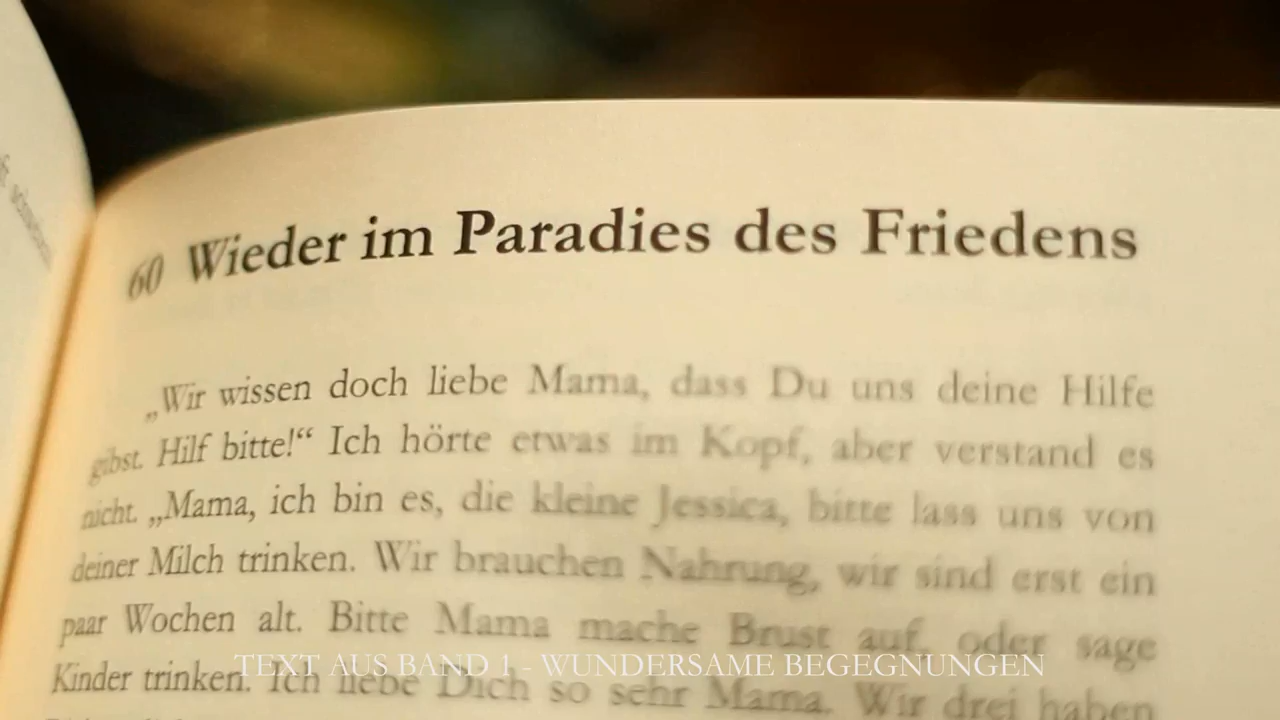 60 Wieder im Paradies des Friedens
„Wir wissen doch liebe Mama, dass Du uns deine Hilfe
gibst. Hilf bitte!“ Ich hörte etwas im Kopf, aber verstand es
nicht. „Mama, ich bin es, die kleine Jessica, bitte lass uns von
deiner Milch trinken. Wir brauchen Nahrung, wir sind erst ein
paar Wochen alt. Bitte Mama mache Brust auf, oder sage
Kinder trinken. Ich liebe Dich so sehr Mama. Wir drei haben
TEXT AUS BAND 1 - WUNDERSAME BEGEGNUNGEN